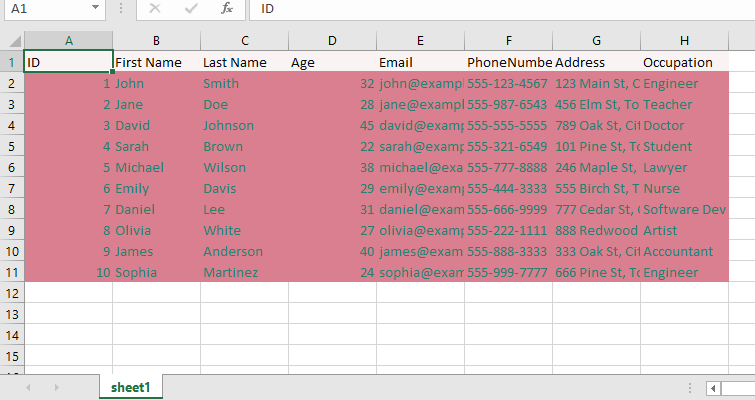 A1 fx ID
A B C D E F G H
1 ID First Name Last Name Age Email PhoneNumbe Address Occupation
2 1 John Smith 32 john@exampl 555-123-4567 123 Main St, C Engineer
3 2 Jane Doe 28 jane@exampl 555-987-6543 456 Elm St, To Teacher
4 3 David Johnson 45 david@examp 555-555-5555 789 Oak St, Cit Doctor
5 4 Sarah Brown 22 sarah@examp 555-321-6549 101 Pine St, To Student
6 5 Michael Wilson 38 michael@exa 555-777-8888 246 Maple St, Lawyer
7 6 Emily Davis 29 emily@examp 555-444-3333 555 Birch St, T Nurse
8 7 Daniel Lee 31 daniel@exam 555-666-9999 777 Cedar St, Software Dev
9 8 Olivia White 27 olivia@examp 555-222-1111 888 Redwood Artist
10 9 James Anderson 40 james@exam 555-888-3333 333 Oak St, Cit Accountant
11 10 Sophia Martinez 24 sophia@exam 555-999-7777 666 Pine St, To Engineer
12
13
14
15
sheet1